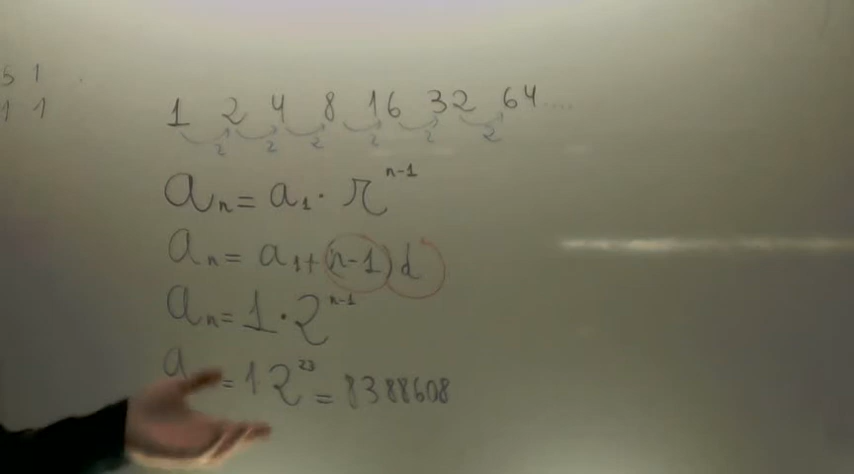 5 1
1 1
1 2 4 8 16 32 64 ....
2 2 2 2 2 2
aₙ = a₁ · r^(n-1)
aₙ = a₁ + (n-1) d
aₙ = 1 · 2^(n-1)
a = 1 2^23 = 8388608